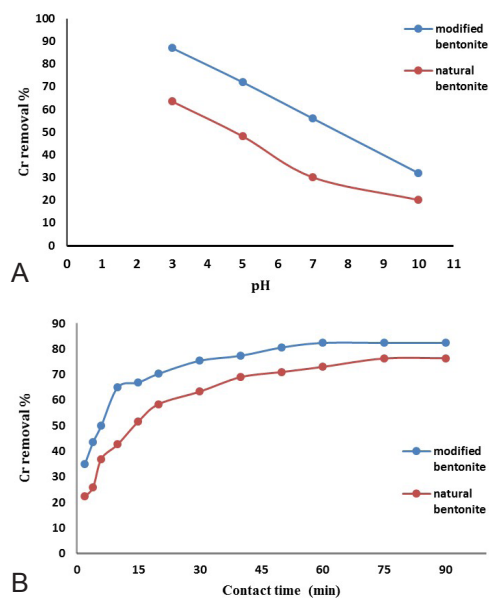 100
90
80
70
60
50
40
30
20
10
0
Cr removal %
0 1 2 3 4 5 6 7 8 9 10 11
pH
modified
bentonite
natural
bentonite
A
90
80
70
60
50
40
30
20
10
0
Cr removal %
0 15 30 45 60 75 90
Contact time (min)
modified
bentonite
natural
bentonite
B